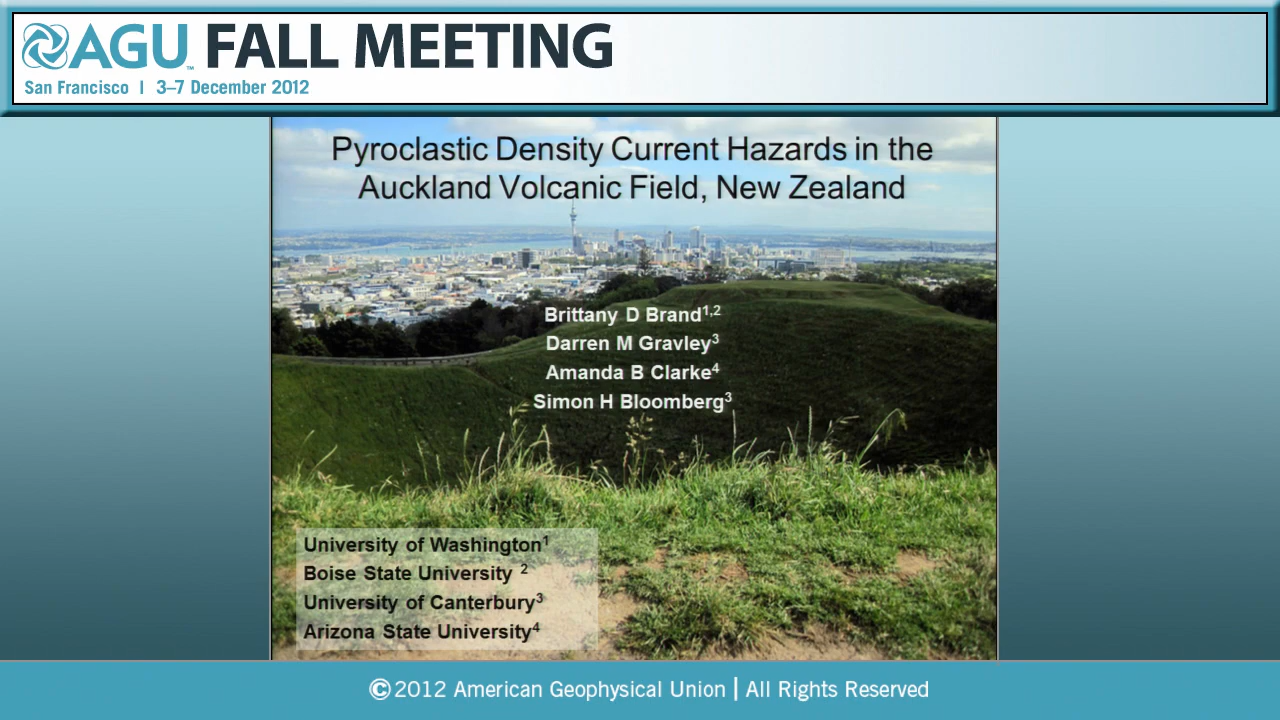 AGU™ FALL MEETING
San Francisco | 3–7 December 2012
Pyroclastic Density Current Hazards in the
Auckland Volcanic Field, New Zealand
Brittany D Brand1,2
Darren M Gravley3
Amanda B Clarke4
Simon H Bloomberg3
University of Washington1
Boise State University 2
University of Canterbury3
Arizona State University4
©2012 American Geophysical Union | All Rights Reserved